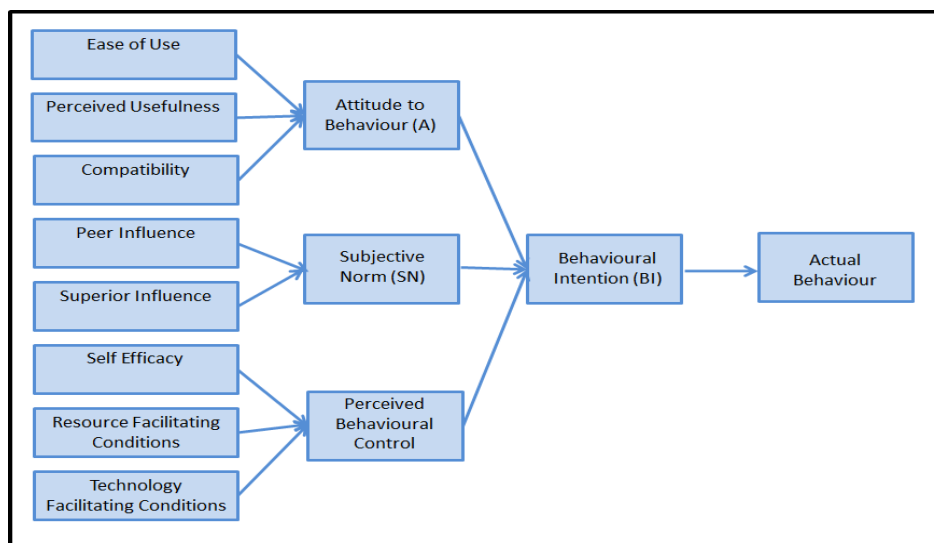 Ease of Use
Perceived Usefulness
Compatibility
Peer Influence
Superior Influence
Self Efficacy
Resource Facilitating
Conditions
Technology
Facilitating Conditions
Attitude to
Behaviour (A)
Subjective
Norm (SN)
Perceived
Behavioural
Control
Behavioural
Intention (BI)
Actual
Behaviour